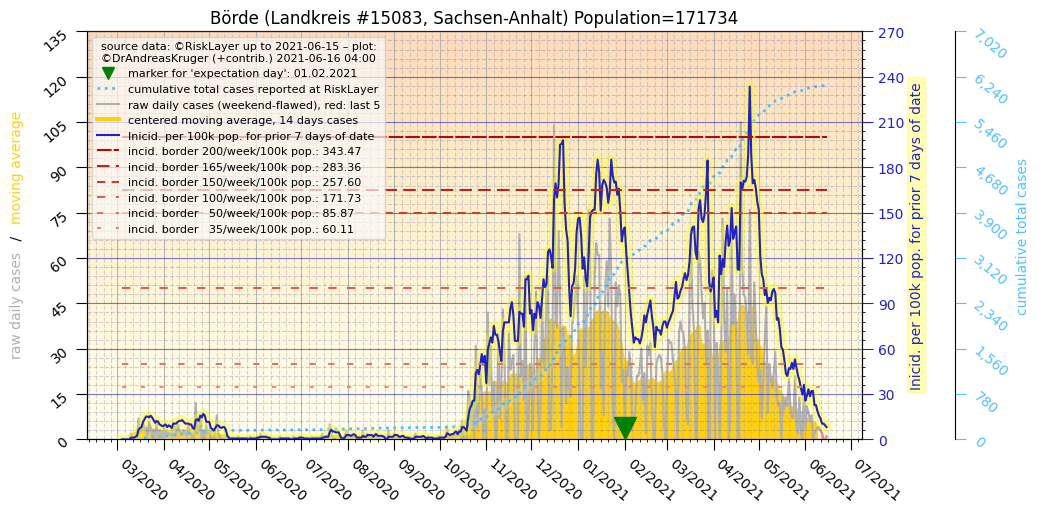 Börde (Landkreis #15083, Sachsen-Anhalt) Population=171734
source data: ©RiskLayer up to 2021-06-15 – plot:
©DrAndreasKruger (+contrib.) 2021-06-16 04:00
marker for 'expectation day': 01.02.2021
cumulative total cases reported at RiskLayer
raw daily cases (weekend-flawed), red: last 5
centered moving average, 14 days cases
Inicid. per 100k pop. for prior 7 days of date
incid. border 200/week/100k pop.: 343.47
incid. border 165/week/100k pop.: 283.36
incid. border 150/week/100k pop.: 257.60
incid. border 100/week/100k pop.: 171.73
incid. border   50/week/100k pop.: 85.87
incid. border   35/week/100k pop.: 60.11
raw daily cases / moving average
135
120
105
90
75
60
45
30
15
0
270
240
210
180
150
120
90
60
30
0
Inicid. per 100k pop. for prior 7 days of date
7,020
6,240
5,460
4,680
3,900
3,120
2,340
1,560
780
0
cumulative total cases
03/2020
04/2020
05/2020
06/2020
07/2020
08/2020
09/2020
10/2020
11/2020
12/2020
01/2021
02/2021
03/2021
04/2021
05/2021
06/2021
07/2021